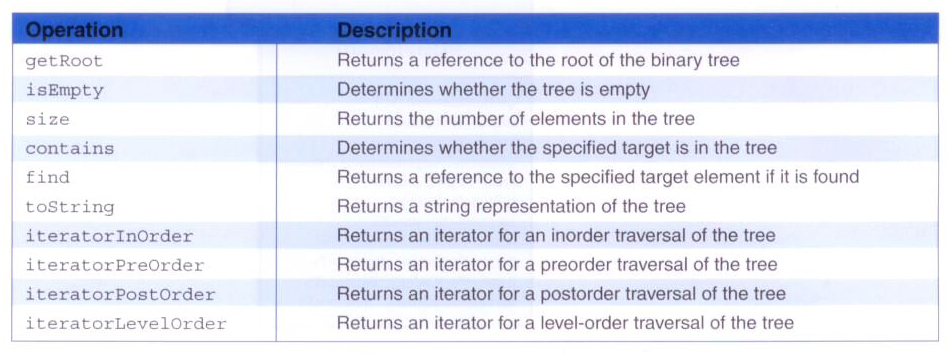 Operation Description
getRoot Returns a reference to the root of the binary tree
isEmpty Determines whether the tree is empty
size Returns the number of elements in the tree
contains Determines whether the specified target is in the tree
find Returns a reference to the specified target element if it is found
toString Returns a string representation of the tree
iteratorInOrder Returns an iterator for an inorder traversal of the tree
iteratorPreOrder Returns an iterator for a preorder traversal of the tree
iteratorPostOrder Returns an iterator for a postorder traversal of the tree
iteratorLevelOrder Returns an iterator for a level-order traversal of the tree